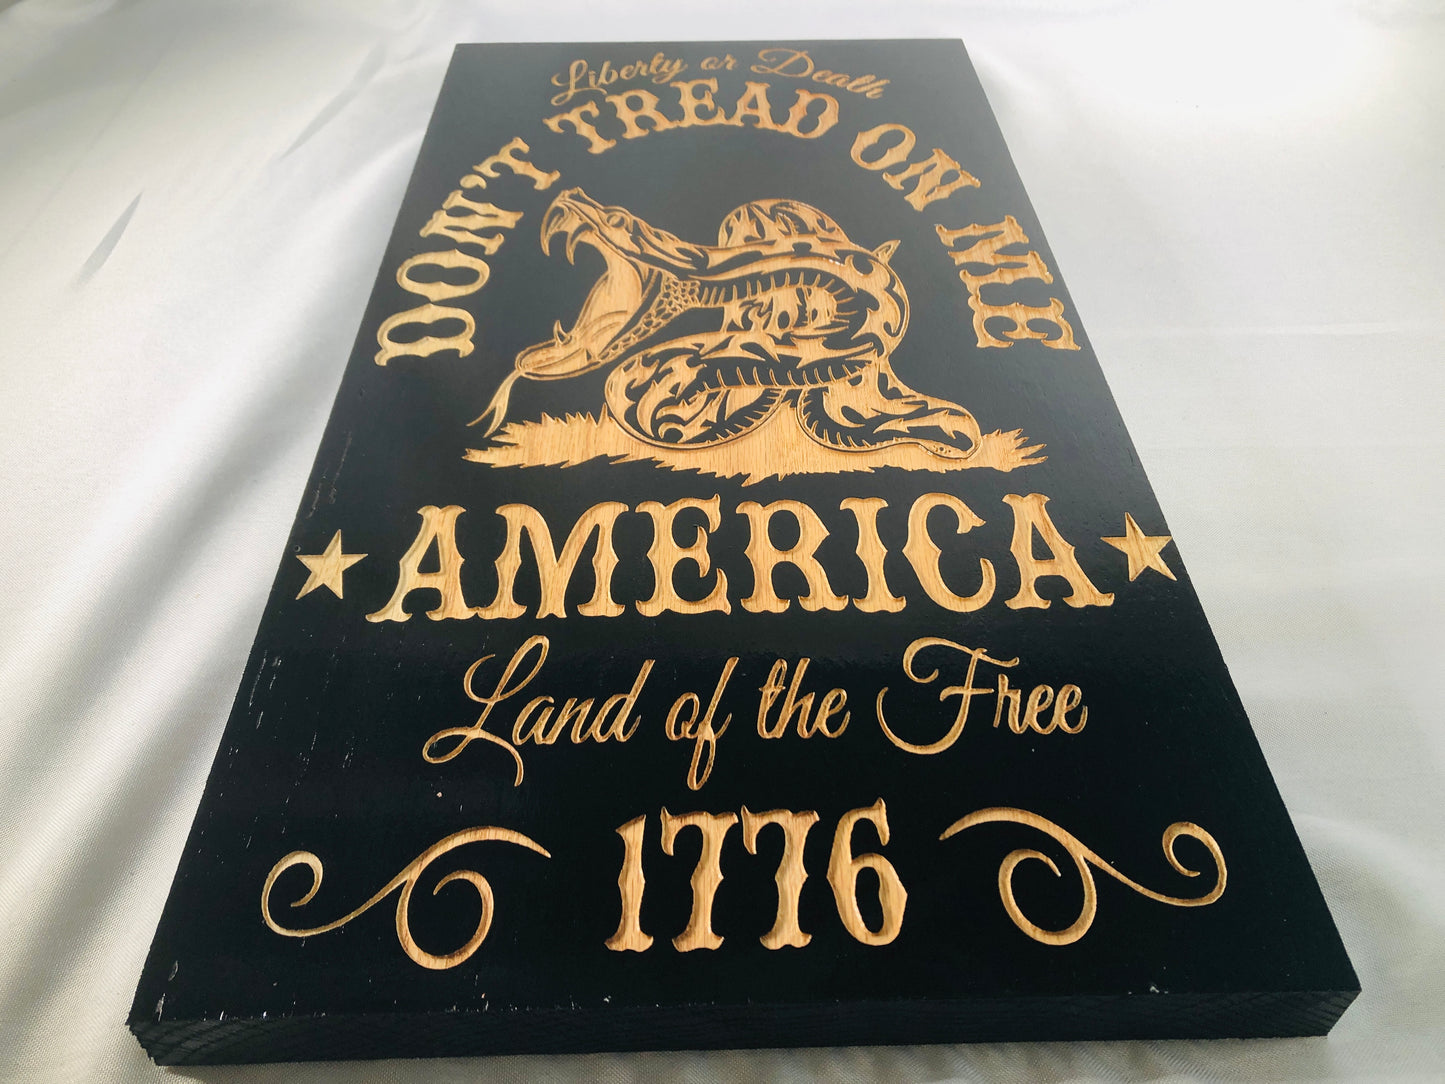 Liberty or Death
DON'T TREAD ON ME
AMERICA
Land of the Free
1776